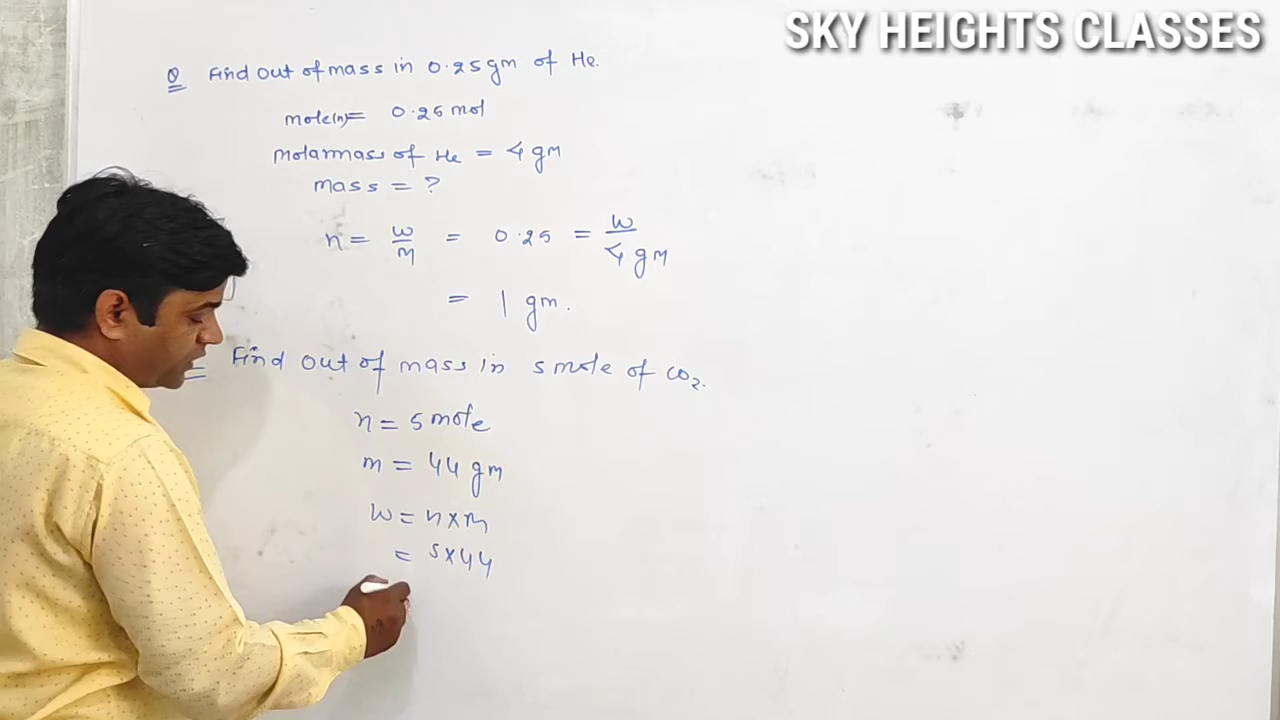 SKY HEIGHTS CLASSES
Q Find out of mass in 0.25gm of He.
mole(n)= 0.25 mol
molarmass of He = 4 gm
mass = ?
n = w/m = 0.25 = w/4 gm
= 1 gm.
Find out of mass in 5 mole of CO₂.
n = 5 mole
m = 44 gm
w = n×m
= 5×44